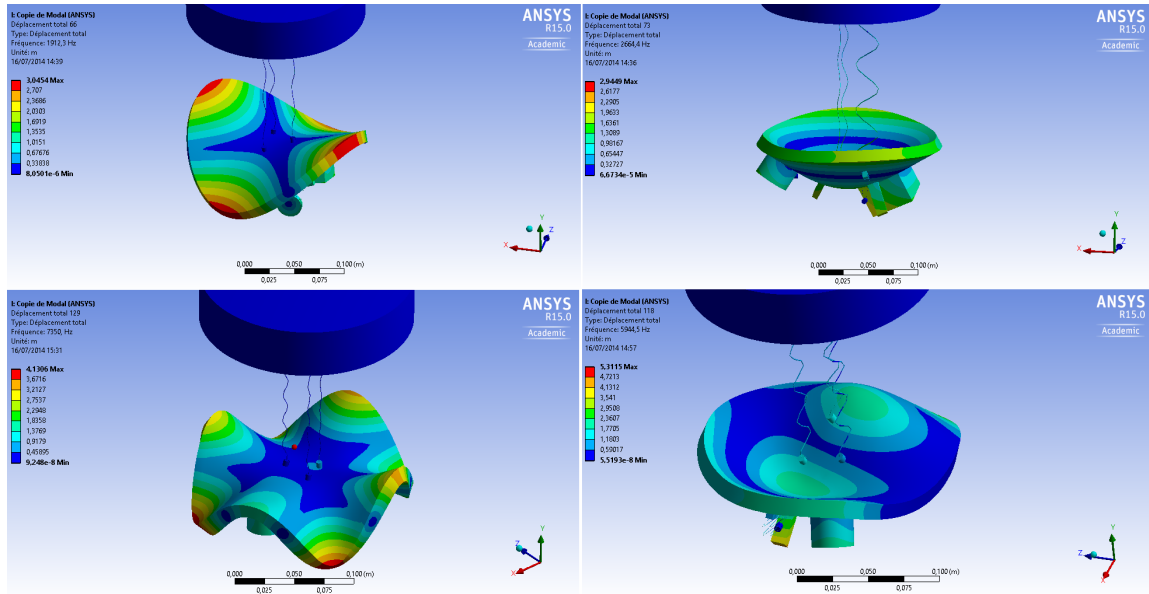 I: Copie de Modal (ANSYS)
Déplacement total 66
Type: Déplacement total
Fréquence: 1912,3 Hz
Unité: m
16/07/2014 14:39
3,0454 Max
2,707
2,3686
2,0303
1,6919
1,3535
1,0151
0,67676
0,33838
8,0501e-6 Min
ANSYS
R15.0
Academic
Y
Z
X
0,000 0,050 0,100 (m)
0,025 0,075
I: Copie de Modal (ANSYS)
Déplacement total 73
Type: Déplacement total
Fréquence: 2664,4 Hz
Unité: m
16/07/2014 14:36
2,9449 Max
2,6177
2,2905
1,9633
1,6361
1,3089
0,98167
0,65447
0,32727
6,6734e-5 Min
ANSYS
R15.0
Academic
Y
X
Z
0,000 0,050 0,100 (m)
0,025 0,075
I: Copie de Modal (ANSYS)
Déplacement total 129
Type: Déplacement total
Fréquence: 7350, Hz
Unité: m
16/07/2014 15:31
4,1306 Max
3,6716
3,2127
2,7537
2,2948
1,8358
1,3769
0,9179
0,45895
9,248e-8 Min
ANSYS
R15.0
Academic
Y
Z
X
0,000 0,050 0,100 (m)
0,025 0,075
I: Copie de Modal (ANSYS)
Déplacement total 118
Type: Déplacement total
Fréquence: 5944,5 Hz
Unité: m
16/07/2014 14:57
5,3115 Max
4,7213
4,1312
3,541
2,9508
2,3607
1,7705
1,1803
0,59017
5,5193e-8 Min
ANSYS
R15.0
Academic
Y
Z
X
0,000 0,050 0,100 (m)
0,025 0,075